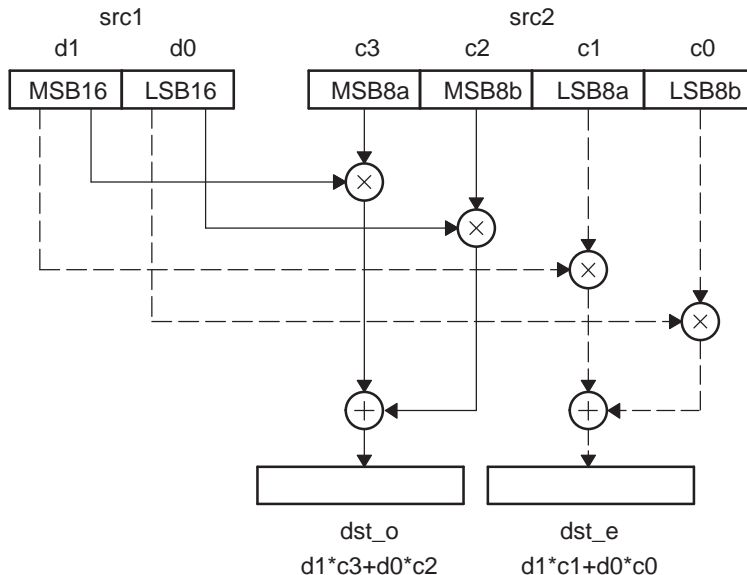 src1 src2
d1 d0 c3 c2 c1 c0
MSB16 LSB16 MSB8a MSB8b LSB8a LSB8b
×
×
×
×
+ +
dst_o dst_e
d1*c3+d0*c2 d1*c1+d0*c0